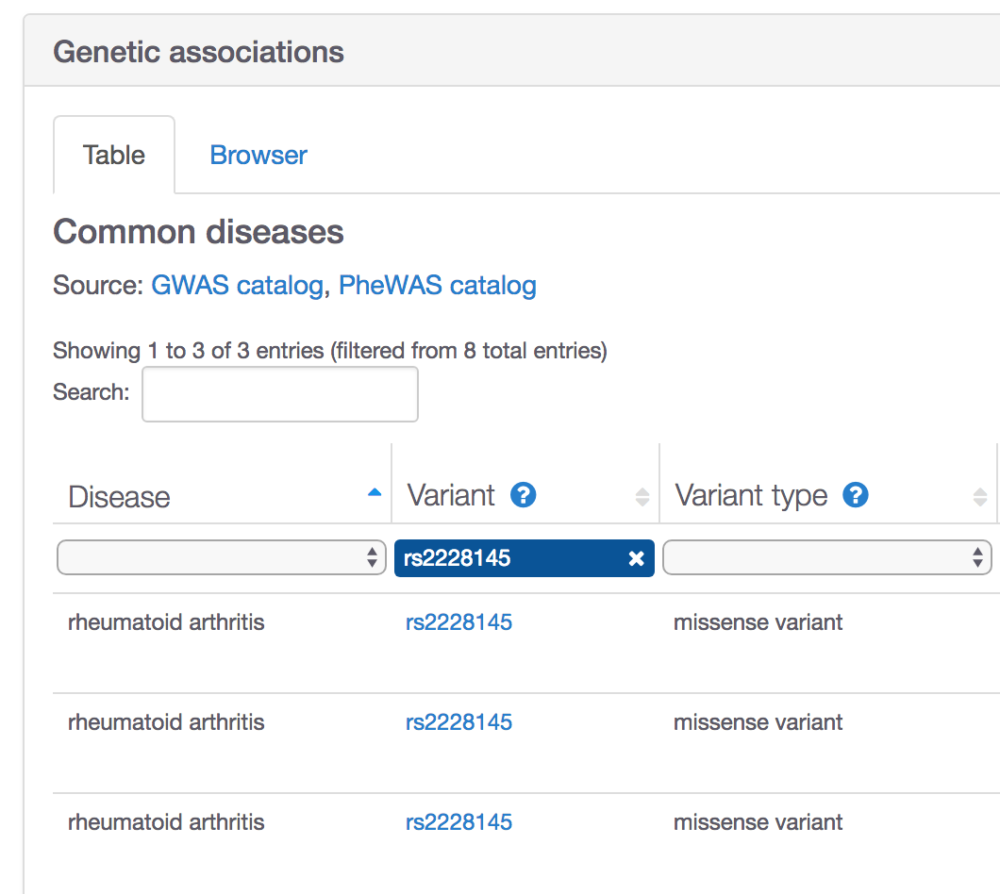 Genetic associations
Table Browser
Common diseases
Source: GWAS catalog, PheWAS catalog
Showing 1 to 3 of 3 entries (filtered from 8 total entries)
Search:
Disease Variant ? Variant type ?
rs2228145 ×
rheumatoid arthritis rs2228145 missense variant
rheumatoid arthritis rs2228145 missense variant
rheumatoid arthritis rs2228145 missense variant